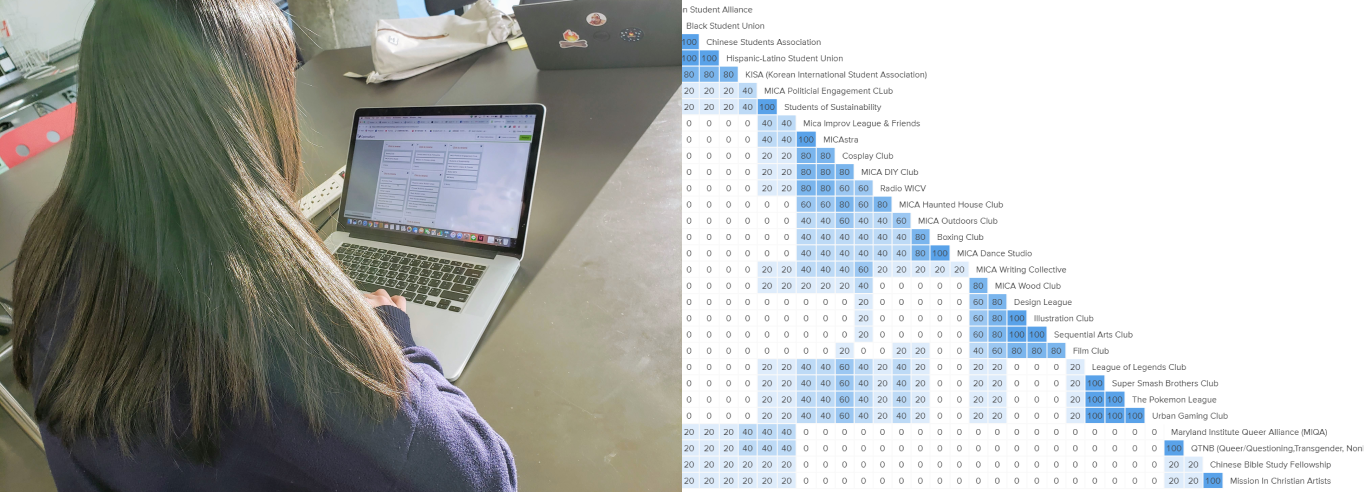 n Student Alliance
Black Student Union
100 Chinese Students Association
100 100 Hispanic-Latino Student Union
80 80 80 KISA (Korean International Student Association)
20 20 20 40 MICA Politicial Engagement CLub
20 20 20 40 100 Students of Sustainability
0 0 0 0 40 40 Mica Improv League & Friends
0 0 0 0 40 40 100 MICAstra
0 0 0 0 20 20 80 80 Cosplay Club
0 0 0 0 20 20 80 80 80 MICA DIY Club
0 0 0 0 20 20 80 80 60 60 Radio WICV
0 0 0 0 0 0 60 60 80 60 80 MICA Haunted House Club
0 0 0 0 0 0 40 40 60 40 40 60 MICA Outdoors Club
0 0 0 0 0 0 40 40 40 40 40 40 80 Boxing Club
0 0 0 0 0 0 40 40 40 40 40 40 80 100 MICA Dance Studio
0 0 0 0 20 20 40 40 40 60 20 20 20 20 20 MICA Writing Collective
0 0 0 0 20 20 20 20 20 40 0 0 0 0 0 80 MICA Wood Club
0 0 0 0 0 0 0 0 0 20 0 0 0 0 0 60 80 Design League
0 0 0 0 0 0 0 0 0 20 0 0 0 0 0 60 80 100 Illustration Club
0 0 0 0 0 0 0 0 0 20 0 0 0 0 0 60 80 100 100 Sequential Arts Club
0 0 0 0 0 0 0 0 20 0 0 20 20 0 0 40 60 80 80 80 Film Club
0 0 0 0 20 20 40 40 60 40 20 40 20 0 0 20 20 0 0 0 20 League of Legends Club
0 0 0 0 20 20 40 40 60 40 20 40 20 0 0 20 20 0 0 0 20 100 Super Smash Brothers Club
0 0 0 0 20 20 40 40 60 40 20 40 20 0 0 20 20 0 0 0 20 100 100 The Pokemon League
0 0 0 0 20 20 40 40 60 40 20 40 20 0 0 20 20 0 0 0 20 100 100 100 Urban Gaming Club
20 20 20 40 40 40 0 0 0 0 0 0 0 0 0 0 0 0 0 0 0 0 0 0 0 Maryland Institute Queer Alliance (MIQA)
20 20 20 40 40 40 0 0 0 0 0 0 0 0 0 0 0 0 0 0 0 0 0 0 0 100 QTNB (Queer/Questioning,Transgender, Non
20 20 20 20 20 20 0 0 0 0 0 0 0 0 0 0 0 0 0 0 0 0 0 0 0 20 20 Chinese Bible Study Fellowship
20 20 20 20 20 20 0 0 0 0 0 0 0 0 0 0 0 0 0 0 0 0 0 0 0 20 20 100 Mission In Christian Artists